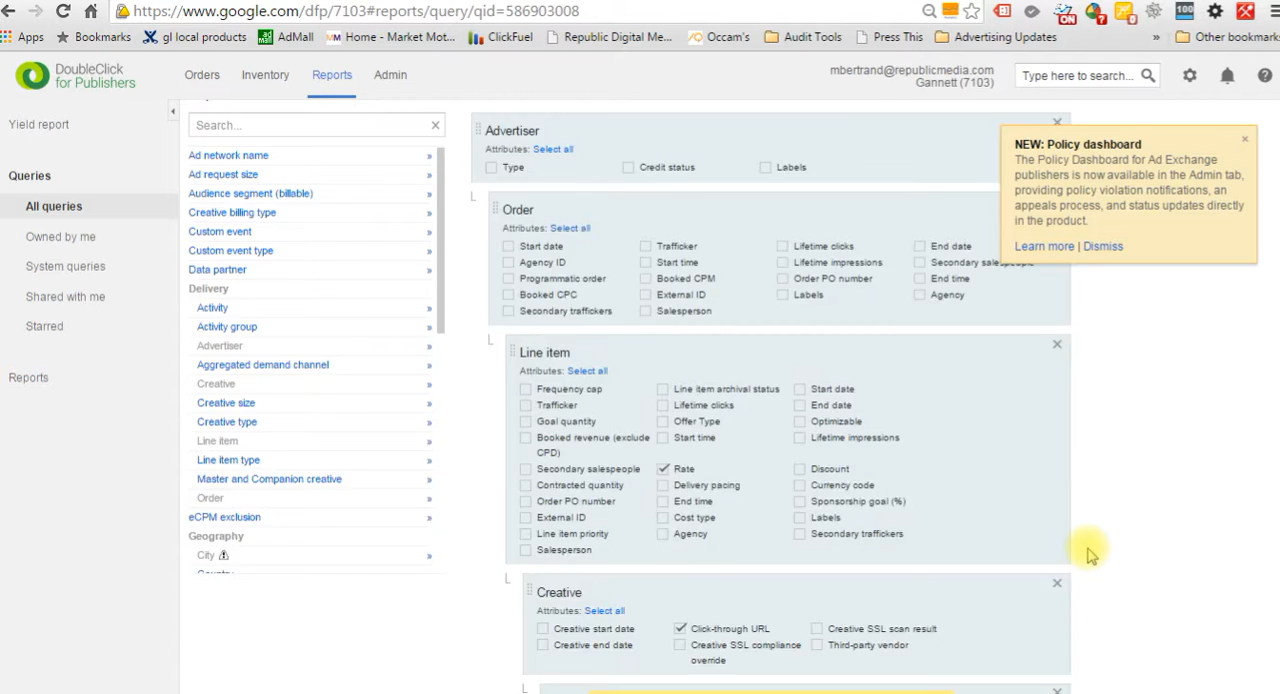 https://www.google.com/dfp/7103#reports/query/qid=586903008
ON
?
100
Apps Bookmarks gl local products AdMall Home - Market Mot... ClickFuel Republic Digital Me... Occam's Audit Tools Press This Advertising Updates » Other bookmarks
DoubleClick
for Publishers
Orders Inventory Reports Admin
mbertrand@republicmedia.com
Gannett (7103)
Type here to search...
Yield report
Queries
All queries
Owned by me
System queries
Shared with me
Starred
Reports
Search...
Ad network name »
Ad request size »
Audience segment (billable) »
Creative billing type »
Custom event »
Custom event type »
Data partner »
Delivery
Activity »
Activity group »
Advertiser
Aggregated demand channel »
Creative
Creative size »
Creative type »
Line item
Line item type »
Master and Companion creative »
Order
eCPM exclusion »
Geography
City »
Advertiser
Attributes: Select all
Type Credit status Labels
Order
Attributes: Select all
Start date Trafficker Lifetime clicks End date
Agency ID Start time Lifetime impressions Secondary salespeople
Programmatic order Booked CPM Order PO number End time
Booked CPC External ID Labels Agency
Secondary traffickers Salesperson
Line item
Attributes: Select all
Frequency cap Line item archival status Start date
Trafficker Lifetime clicks End date
Goal quantity Offer Type Optimizable
Booked revenue (exclude CPD) Start time Lifetime impressions
Secondary salespeople Rate Discount
Contracted quantity Delivery pacing Currency code
Order PO number End time Sponsorship goal (%)
External ID Cost type Labels
Line item priority Agency Secondary traffickers
Salesperson
Creative
Attributes: Select all
Creative start date Click-through URL Creative SSL scan result
Creative end date Creative SSL compliance override Third-party vendor
NEW: Policy dashboard
The Policy Dashboard for Ad Exchange
publishers is now available in the Admin tab,
providing policy violation notifications, an
appeals process, and status updates directly
in the product.
Learn more | Dismiss